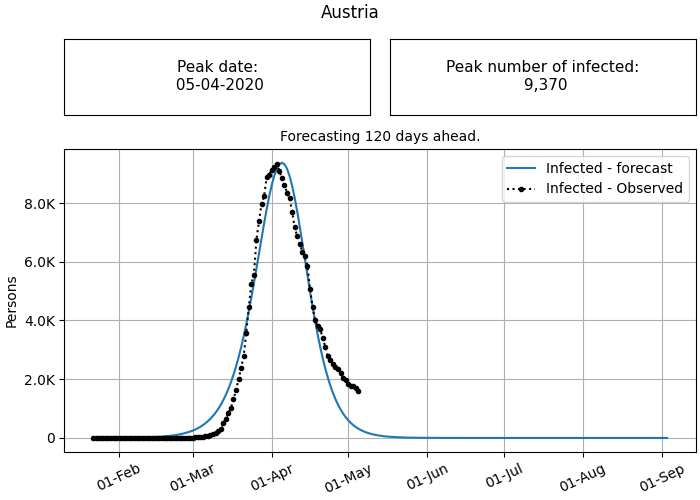 Austria
Peak date:
05-04-2020
Peak number of infected:
9,370
Forecasting 120 days ahead.
Infected - forecast
Infected - Observed
Persons
8.0K
6.0K
4.0K
2.0K
0
01-Feb
01-Mar
01-Apr
01-May
01-Jun
01-Jul
01-Aug
01-Sep